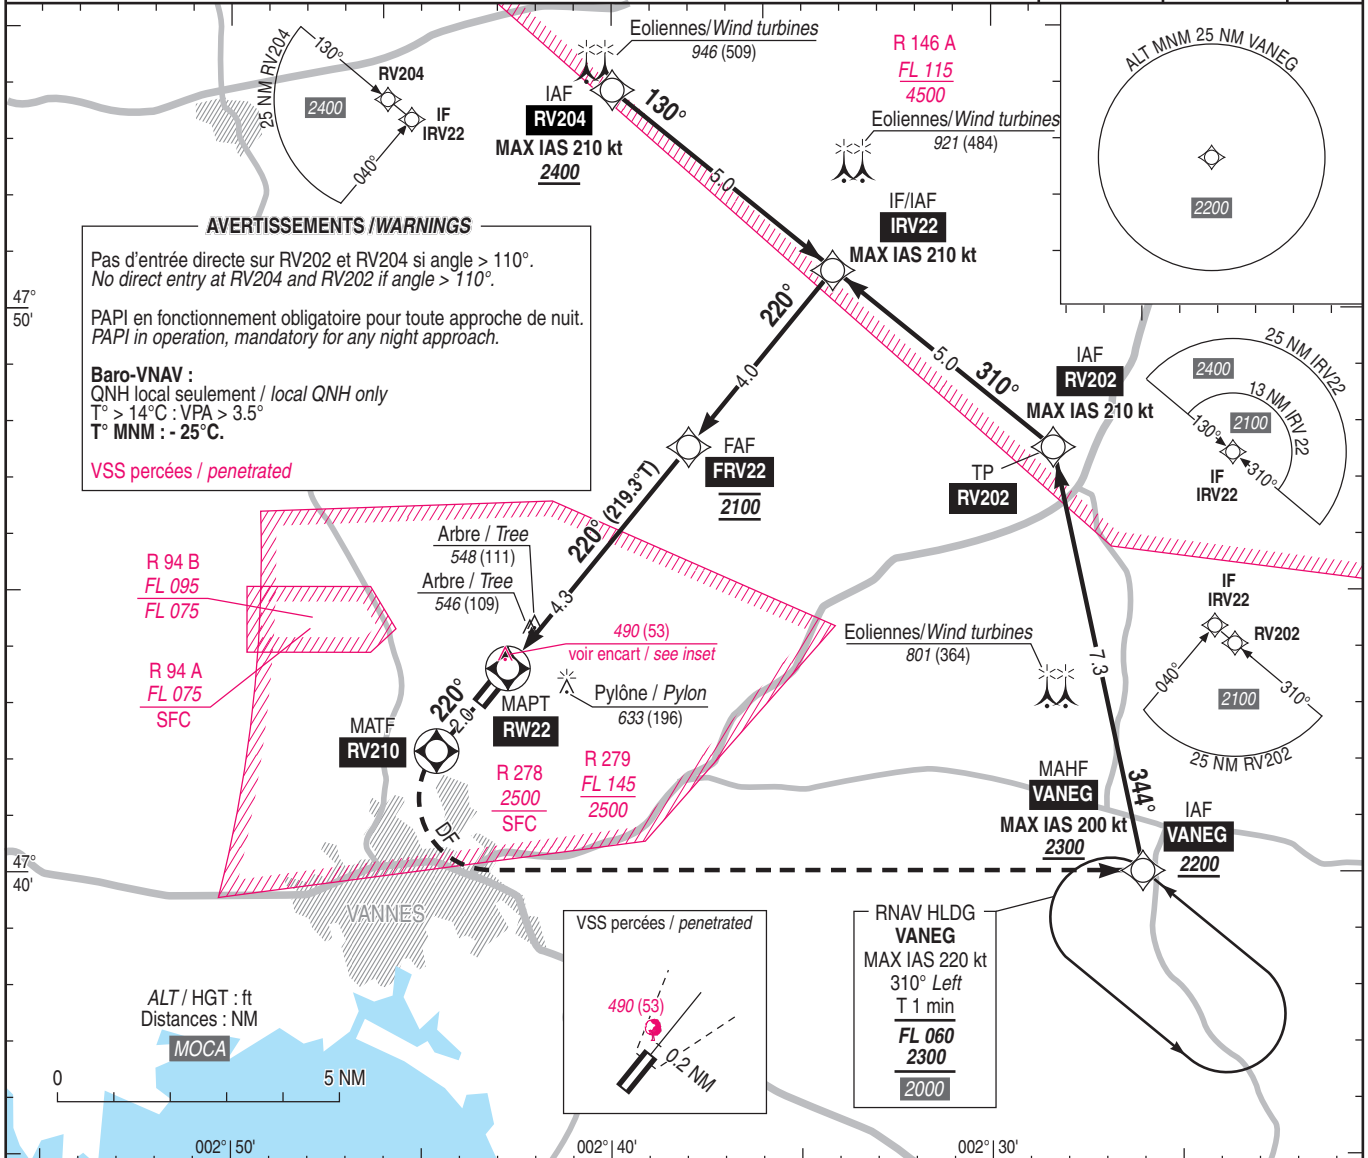 25 NM RV204
130°
RV204
2400
IF
IRV22
040°
Eoliennes/Wind turbines
946 (509)
IAF
RV204
MAX IAS 210 kt
2400
130°
5.0
R 146 A
FL 115
4500
Eoliennes/Wind turbines
921 (484)
ALT MNM 25 NM VANEG
2200
IF/IAF
IRV22
MAX IAS 210 kt
AVERTISSEMENTS /WARNINGS
Pas d'entrée directe sur RV202 et RV204 si angle > 110°.
No direct entry at RV204 and RV202 if angle > 110°.
PAPI en fonctionnement obligatoire pour toute approche de nuit.
PAPI in operation, mandatory for any night approach.
Baro-VNAV :
QNH local seulement / local QNH only
T° > 14°C : VPA > 3.5°
T° MNM : - 25°C.
VSS percées / penetrated
47°
50'
220°
4.0
5.0
310°
IAF
RV202
MAX IAS 210 kt
TP
RV202
25 NM IRV22
2400
13 NM IRV 22
2100
130°
310°
IF
IRV22
FAF
FRV22
2100
220° (219.3°T)
4.3
Arbre / Tree
548 (111)
Arbre / Tree
546 (109)
R 94 B
FL 095
FL 075
R 94 A
FL 075
SFC
490 (53)
voir encart / see inset
Pylône / Pylon
633 (196)
MAPT
RW22
220°
2.0
MATF
RV210
DF
R 278
2500
SFC
R 279
FL 145
2500
Eoliennes/Wind turbines
801 (364)
7.3
344°
IF
IRV22
RV202
040°
310°
2100
25 NM RV202
MAHF
VANEG
MAX IAS 200 kt
2300
IAF
VANEG
2200
47°
40'
VANNES
VSS percées / penetrated
490 (53)
0.2 NM
RNAV HLDG
VANEG
MAX IAS 220 kt
310° Left
T 1 min
FL 060
2300
2000
ALT / HGT : ft
Distances : NM
MOCA
0
5 NM
002° 50'
002° 40'
002° 30'